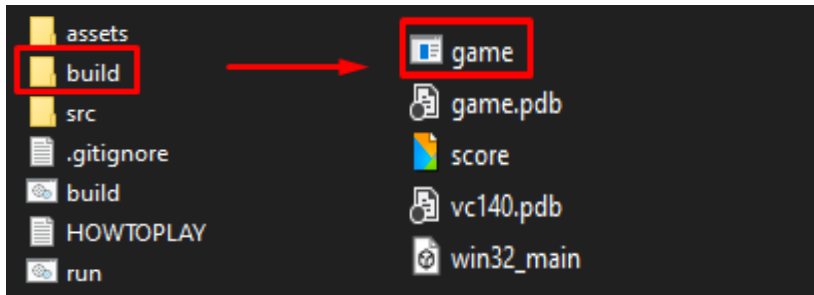 assets
build
src
.gitignore
build
HOWTOPLAY
run
game
game.pdb
score
vc140.pdb
win32_main